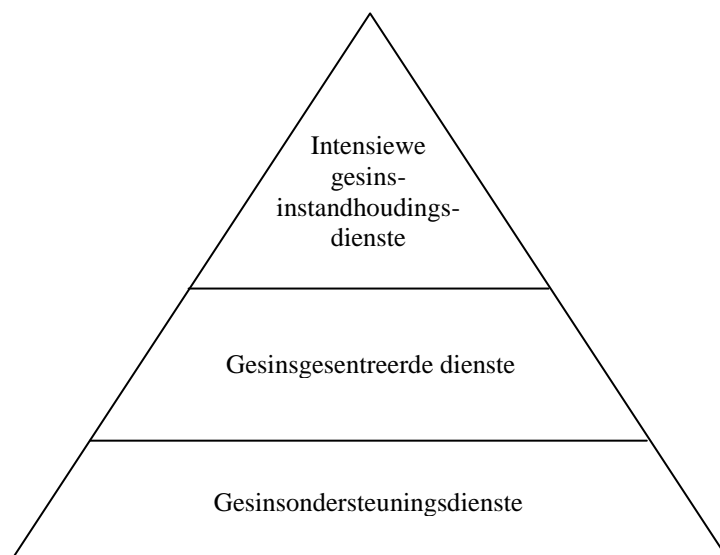 Intensiewe
gesins-
instandhoudings-
dienste
Gesinsgesentreerde dienste
Gesinsondersteuningsdienste